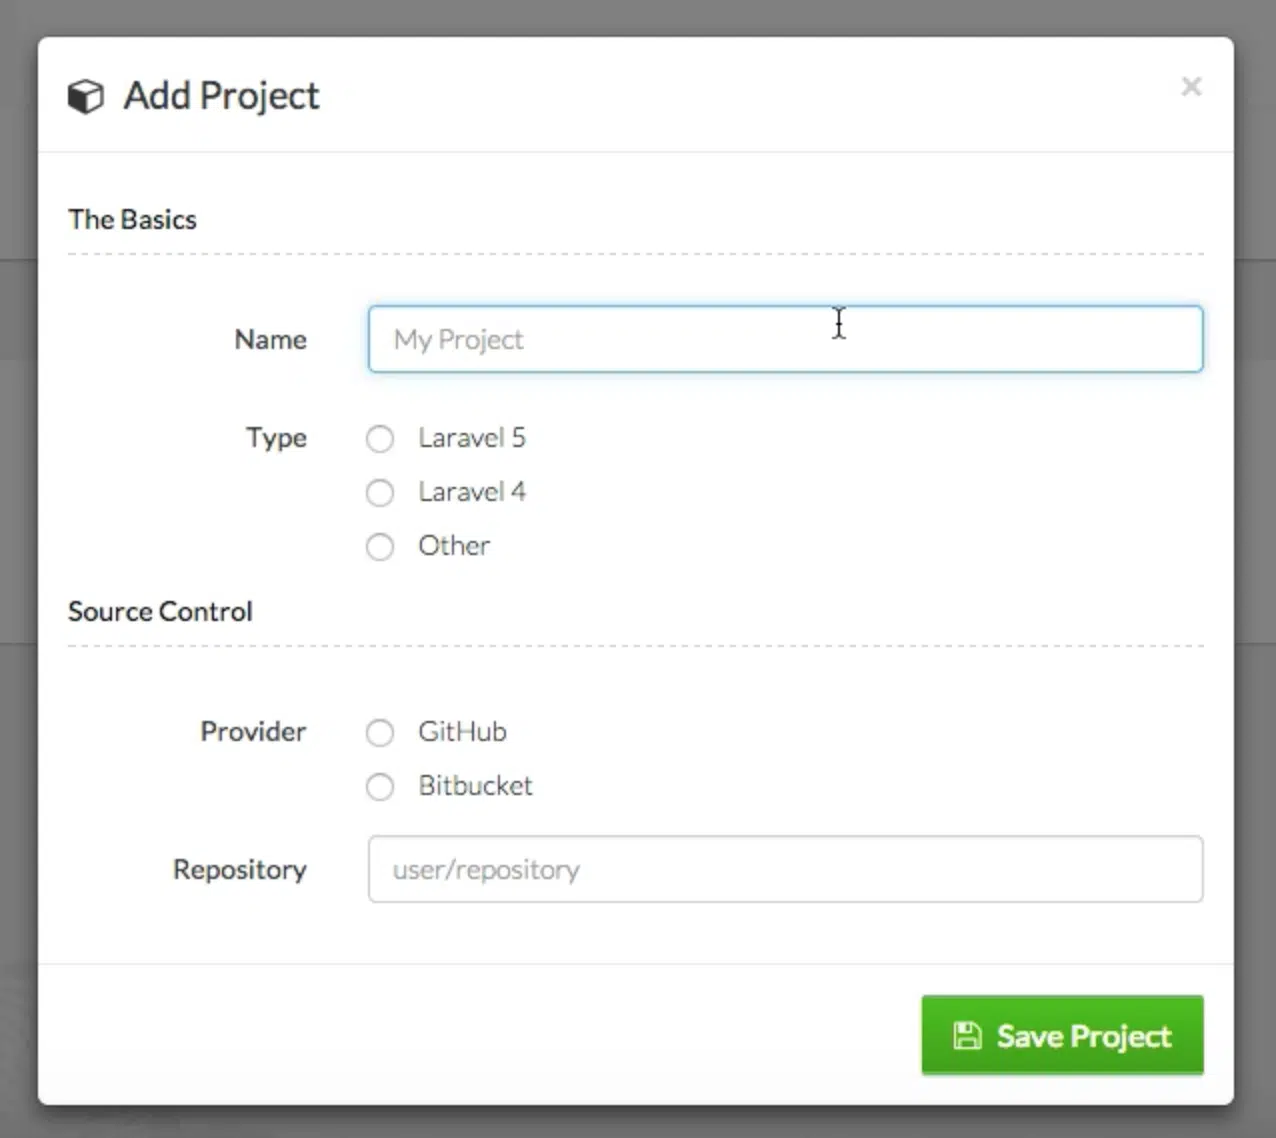 Add Project
×
The Basics
Name
My Project
Type
Laravel 5
Laravel 4
Other
Source Control
Provider
GitHub
Bitbucket
Repository
user/repository
Save Project